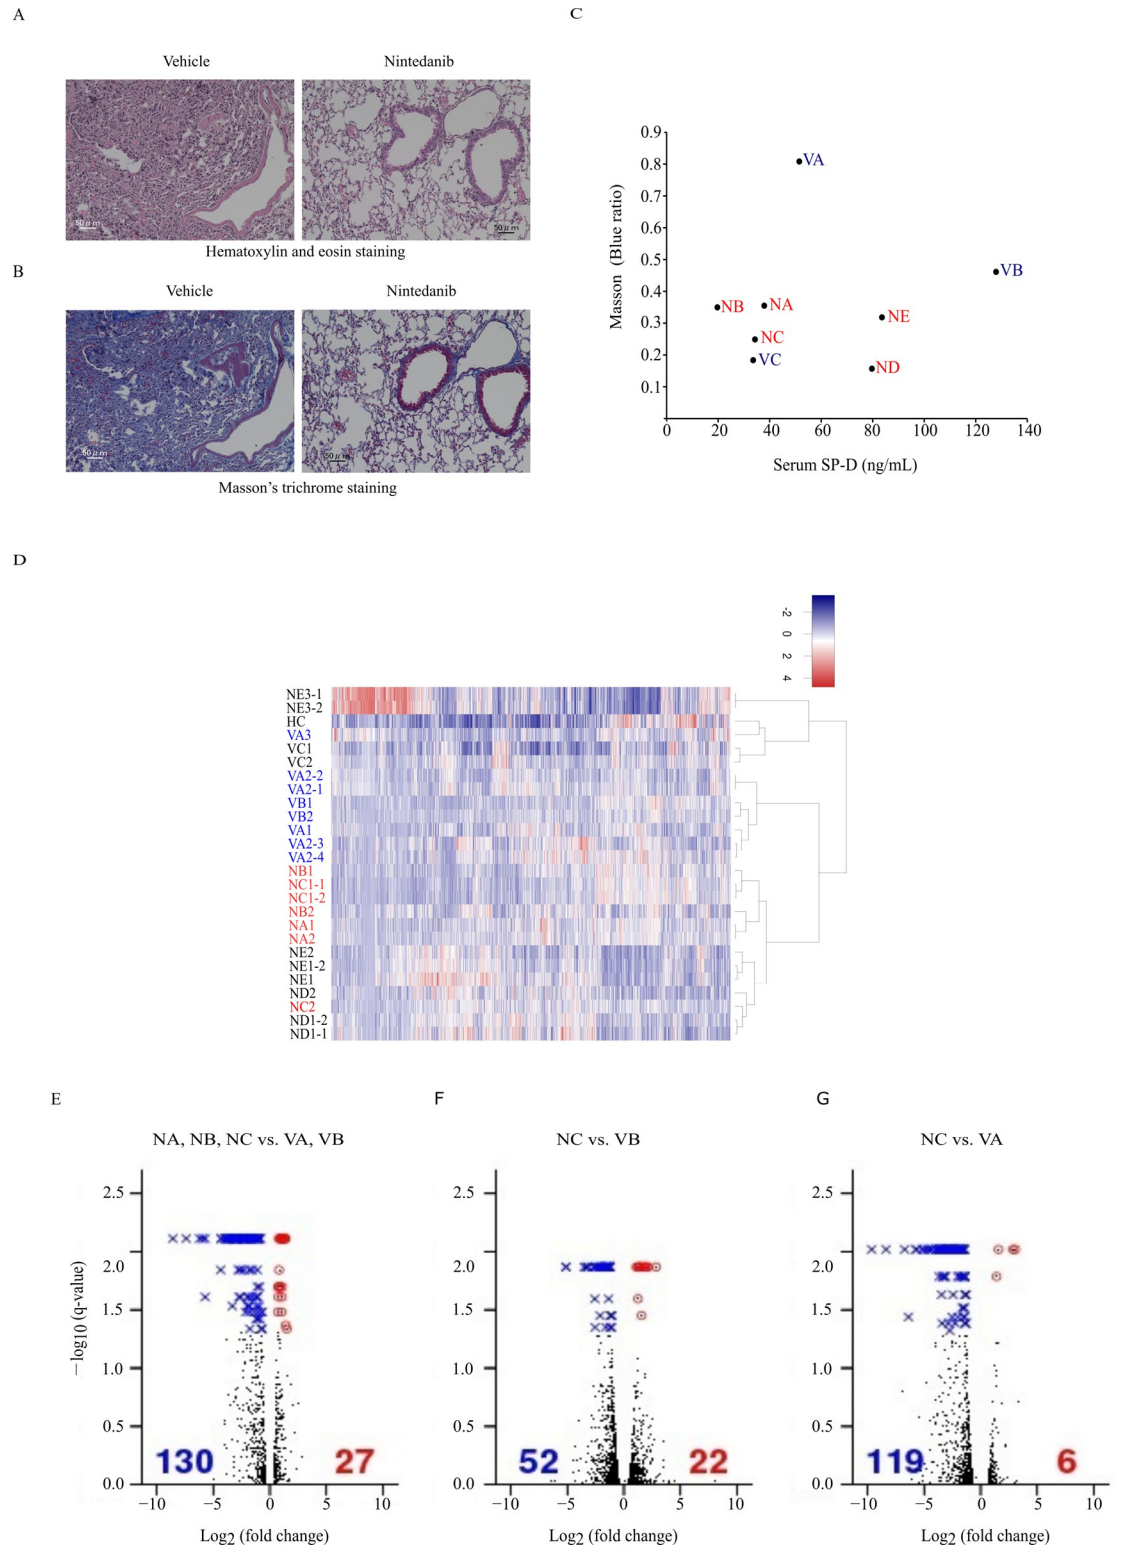 A
C
Vehicle
Nintedanib
50μm
50μm
Hematoxylin and eosin staining
B
Vehicle
Nintedanib
50μm
50μm
Masson's trichrome staining
Masson (Blue ratio)
0.9
0.8
0.7
0.6
0.5
0.4
0.3
0.2
0.1
VA
VB
NB
NA
NE
NC
VC
ND
0 20 40 60 80 100 120 140
Serum SP-D (ng/mL)
D
-2
0
2
4
NE3-1
NE3-2
HC
VA3
VC1
VC2
VA2-2
VA2-1
VB1
VB2
VA1
VA2-3
VA2-4
NB1
NC1-1
NC1-2
NB2
NA1
NA2
NE2
NE1-2
NE1
ND2
NC2
ND1-2
ND1-1
E
NA, NB, NC vs. VA, VB
−log10 (q-value)
2.5
2.0
1.5
1.0
0.5
0.0
130
27
−10 −5 0 5 10
Log2 (fold change)
F
NC vs. VB
2.5
2.0
1.5
1.0
0.5
0.0
52
22
−10 −5 0 5 10
Log2 (fold change)
G
NC vs. VA
2.5
2.0
1.5
1.0
0.5
0.0
119
6
−10 −5 0 5 10
Log2 (fold change)